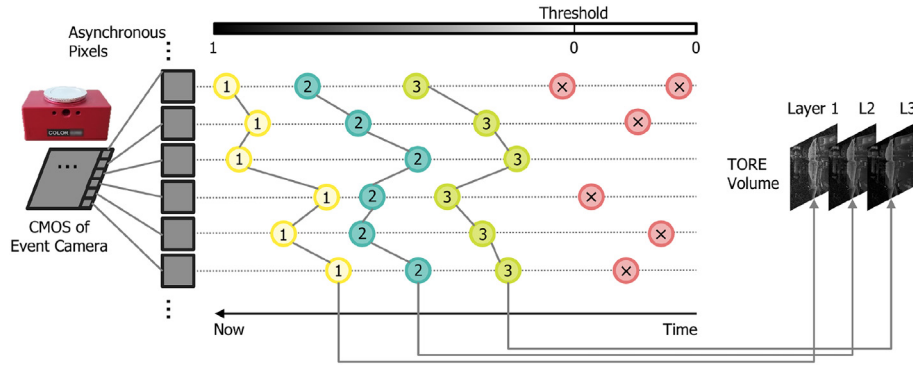 Threshold
Asynchronous
Pixels
1 0 0
1 2 3 × ×
COLOR
1 2 3 ×
Layer 1 L2 L3
1 2 3
TORE
Volume
1 2 3 ×
CMOS of
Event Camera
1 2 3 ×
1 2 3 ×
Now Time